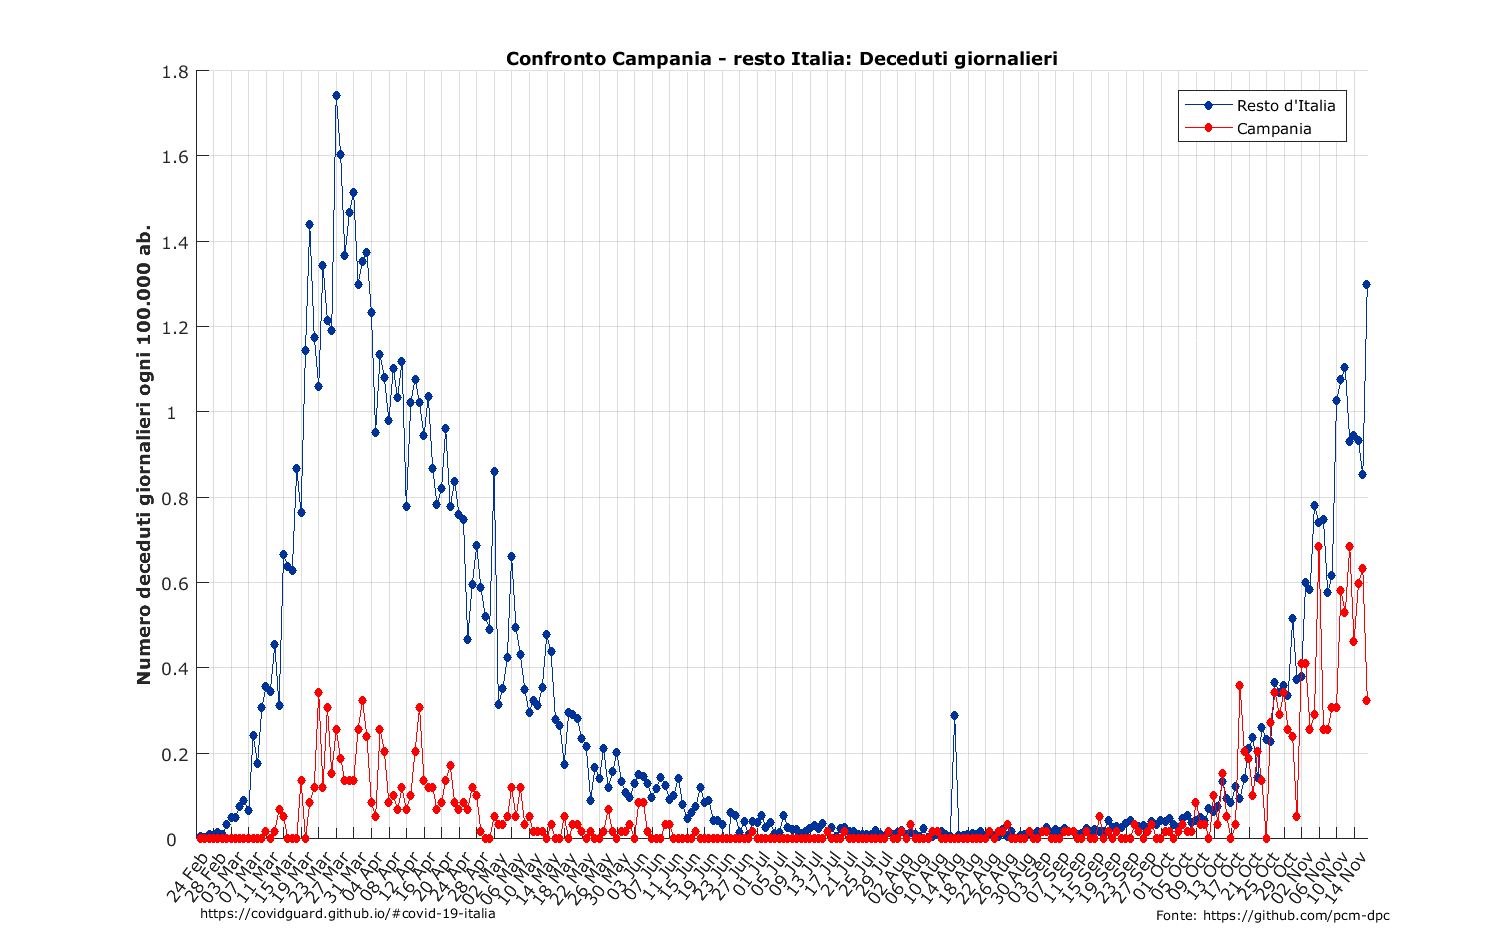 Confronto Campania - resto Italia: Deceduti giornalieri
Resto d'Italia
Campania
Numero deceduti giornalieri ogni 100.000 ab.
1.8
1.6
1.4
1.2
1
0.8
0.6
0.4
0.2
0
24 Feb
28 Feb
03 Mar
07 Mar
11 Mar
15 Mar
19 Mar
23 Mar
27 Mar
31 Mar
04 Apr
08 Apr
12 Apr
16 Apr
20 Apr
24 Apr
28 Apr
02 May
06 May
10 May
14 May
18 May
22 May
26 May
30 May
03 Jun
07 Jun
11 Jun
15 Jun
19 Jun
23 Jun
27 Jun
01 Jul
05 Jul
09 Jul
13 Jul
17 Jul
21 Jul
25 Jul
29 Jul
02 Aug
06 Aug
10 Aug
14 Aug
18 Aug
22 Aug
26 Aug
30 Aug
03 Sep
07 Sep
11 Sep
15 Sep
19 Sep
23 Sep
27 Sep
01 Oct
05 Oct
09 Oct
13 Oct
17 Oct
21 Oct
25 Oct
29 Oct
02 Nov
06 Nov
10 Nov
14 Nov
https://covidguard.github.io/#covid-19-italia
Fonte: https://github.com/pcm-dpc